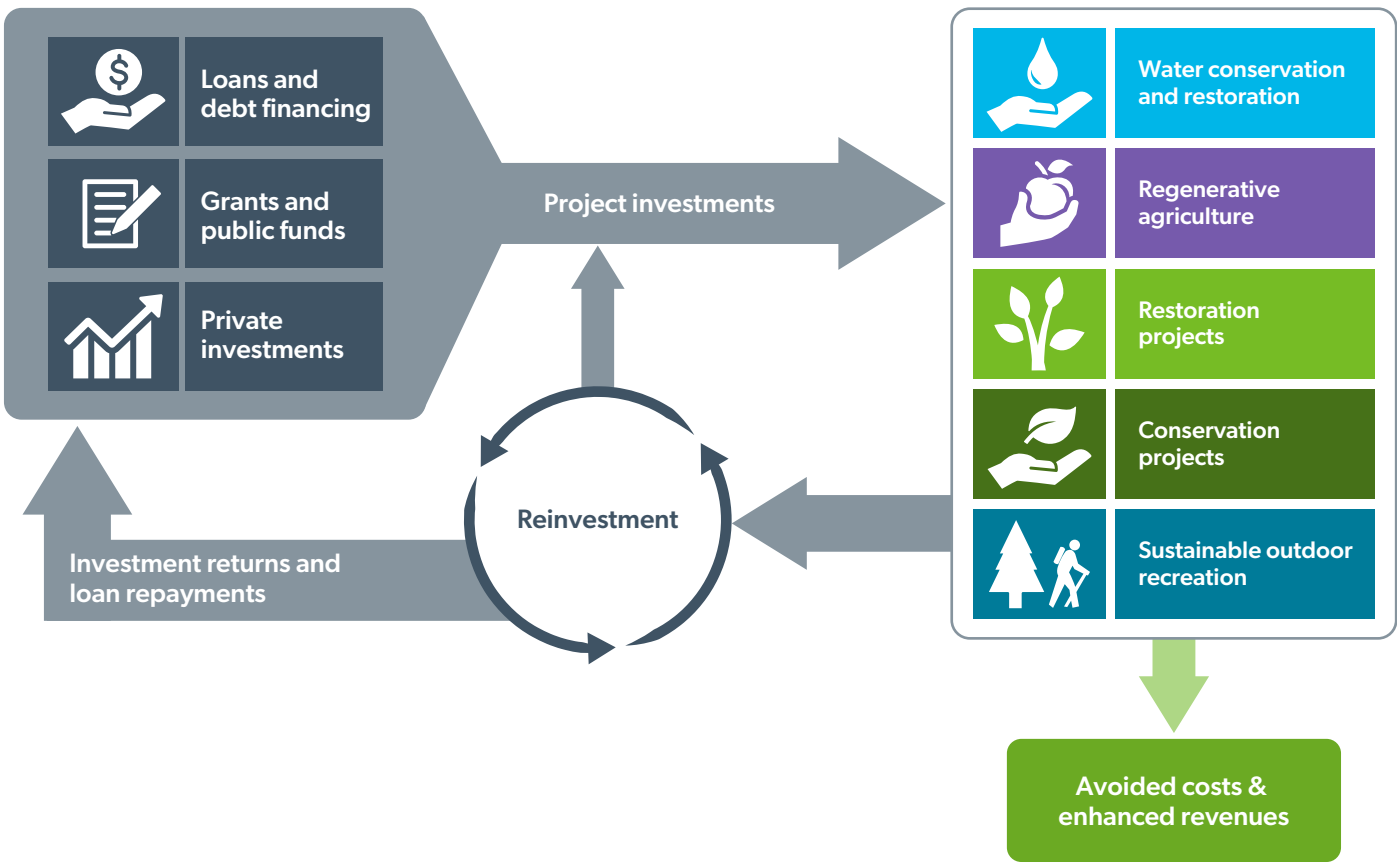 Loans and
debt financing
Grants and
public funds
Private
investments
Project investments
Water conservation
and restoration
Regenerative
agriculture
Restoration
projects
Conservation
projects
Sustainable outdoor
recreation
Reinvestment
Investment returns and
loan repayments
Avoided costs &
enhanced revenues
$